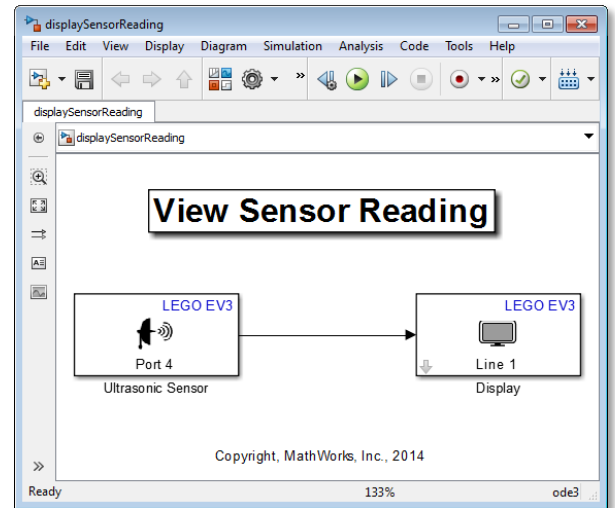 displaySensorReading
File Edit View Display Diagram Simulation Analysis Code Tools Help
displaySensorReading
displaySensorReading
View Sensor Reading
LEGO EV3
Port 4
Ultrasonic Sensor
LEGO EV3
Line 1
Display
Copyright, MathWorks, Inc., 2014
Ready 133% ode3